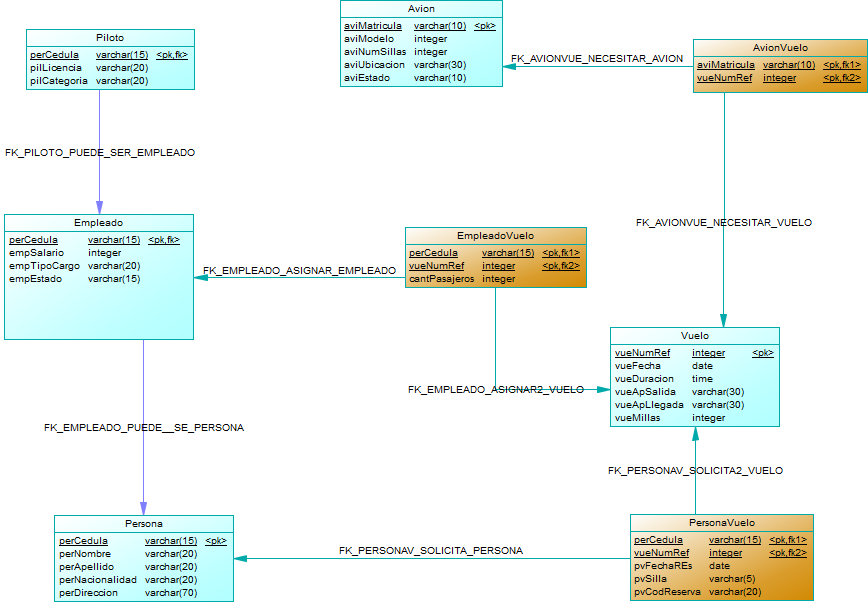 Piloto
perCedula varchar(15) <pk,fk>
pilLicencia varchar(20)
pilCategoria varchar(20)
Avion
aviMatricula varchar(10) <pk>
aviModelo integer
aviNumSillas integer
aviUbicacion varchar(30)
aviEstado varchar(10)
FK_AVIONVUE_NECESITAR_AVION
AvionVuelo
aviMatricula varchar(10) <pk,fk1>
vueNumRef integer <pk,fk2>
FK_PILOTO_PUEDE_SER_EMPLEADO
Empleado
perCedula varchar(15) <pk,fk>
empSalario integer
empTipoCargo varchar(20)
empEstado varchar(15)
FK_EMPLEADO_ASIGNAR_EMPLEADO
EmpleadoVuelo
perCedula varchar(15) <pk,fk1>
vueNumRef integer <pk,fk2>
cantPasajeros integer
FK_AVIONVUE_NECESITAR_VUELO
Vuelo
vueNumRef integer <pk>
vueFecha date
vueDuracion time
vueApSalida varchar(30)
vueApLlegada varchar(30)
vueMillas integer
FK_EMPLEADO_ASIGNAR2_VUELO
FK_EMPLEADO_PUEDE__SE_PERSONA
FK_PERSONAV_SOLICITA2_VUELO
Persona
perCedula varchar(15) <pk>
perNombre varchar(20)
perApellido varchar(20)
perNacionalidad varchar(20)
perDireccion varchar(70)
FK_PERSONAV_SOLICITA_PERSONA
PersonaVuelo
perCedula varchar(15) <pk,fk1>
vueNumRef integer <pk,fk2>
pvFechaREs date
pvSilla varchar(5)
pvCodReserva varchar(20)